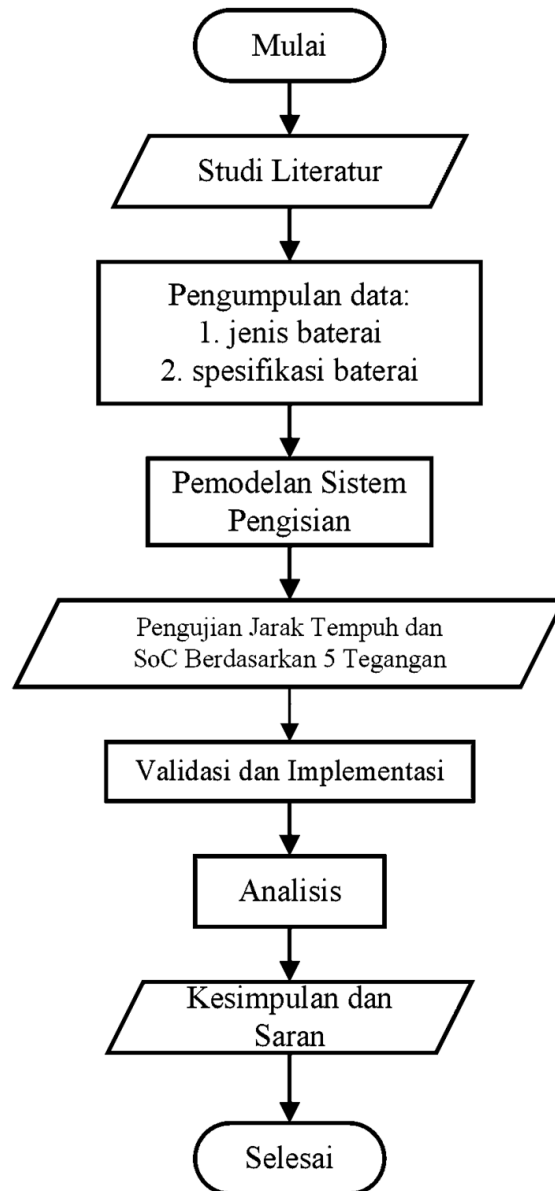 Mulai
Studi Literatur
Pengumpulan data:
1. jenis baterai
2. spesifikasi baterai
Pemodelan Sistem
Pengisian
Pengujian Jarak Tempuh dan
SoC Berdasarkan 5 Tegangan
Validasi dan Implementasi
Analisis
Kesimpulan dan
Saran
Selesai